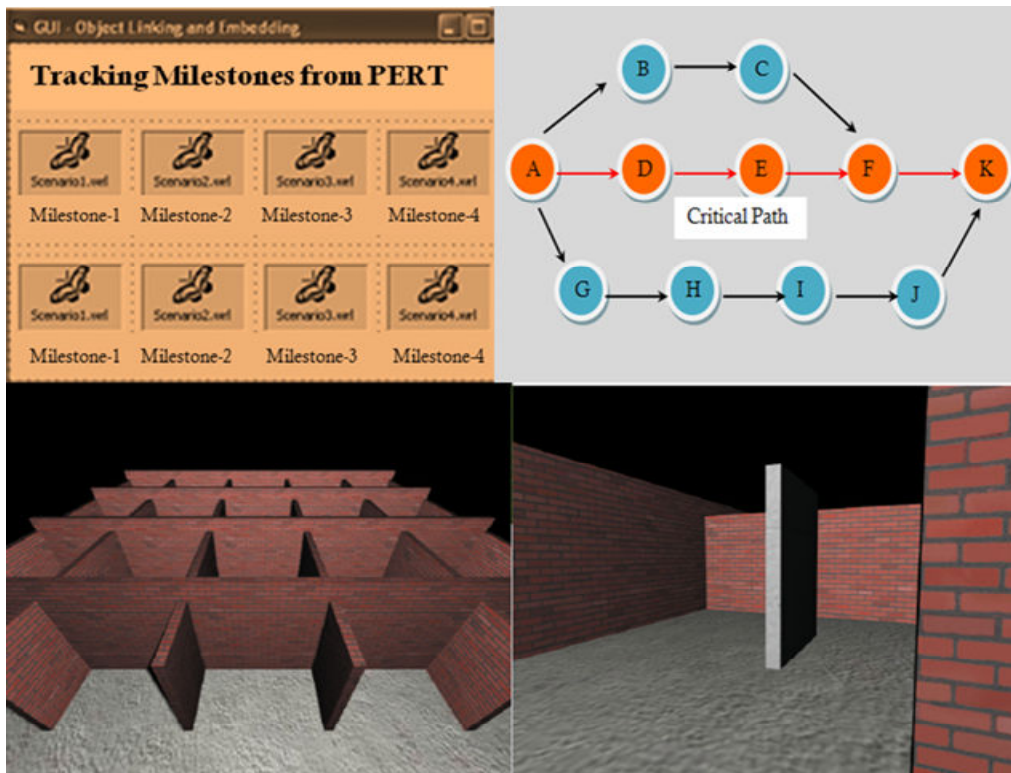 GUI - Object Linking and Embedding
Tracking Milestones from PERT
Scenario1.wrl Scenario2.wrl Scenario3.wrl Scenario4.wrl
Milestone-1 Milestone-2 Milestone-3 Milestone-4
Scenario1.wrl Scenario2.wrl Scenario3.wrl Scenario4.wrl
Milestone-1 Milestone-2 Milestone-3 Milestone-4
B C
A D E F K
Critical Path
G H I J